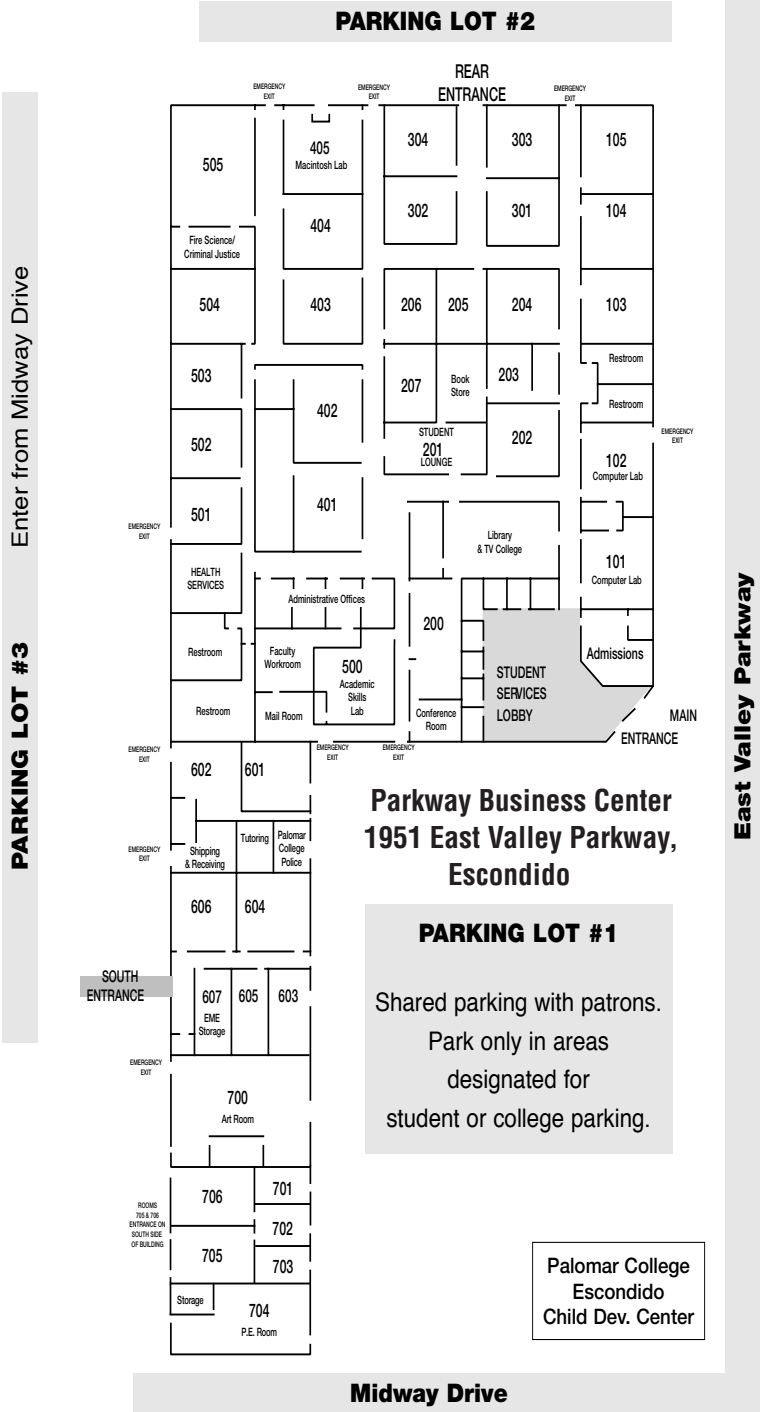 PARKING LOT #2
REAR
ENTRANCE
EMERGENCY
EXIT
EMERGENCY
EXIT
EMERGENCY
EXIT
505
405
Macintosh Lab
304
303
105
404
302
301
104
Fire Science/
Criminal Justice
504
403
206
205
204
103
503
402
207
Book
Store
203
Restroom
Restroom
STUDENT
201
LOUNGE
202
EMERGENCY
EXIT
502
102
Computer Lab
501
401
EMERGENCY
EXIT
Library
& TV College
101
Computer Lab
HEALTH
SERVICES
Administrative Offices
200
Restroom
Faculty
Workroom
500
Academic
Skills
Lab
Admissions
STUDENT
SERVICES
LOBBY
Restroom
Mail Room
Conference
Room
MAIN
ENTRANCE
EMERGENCY
EXIT
EMERGENCY
EXIT
EMERGENCY
EXIT
602
601
Parkway Business Center
1951 East Valley Parkway,
Escondido
EMERGENCY
EXIT
Shipping
& Receiving
Tutoring
Palomar
College
Police
606
604
PARKING LOT #1
Shared parking with patrons.
Park only in areas
designated for
student or college parking.
SOUTH
ENTRANCE
607
EME
Storage
605
603
EMERGENCY
EXIT
700
Art Room
706
701
ROOMS
705 & 706
ENTRANCE ON
SOUTH SIDE
OF BUILDING
702
705
703
Storage
704
P.E. Room
Palomar College
Escondido
Child Dev. Center
Midway Drive
PARKING LOT #3 Enter from Midway Drive
East Valley Parkway